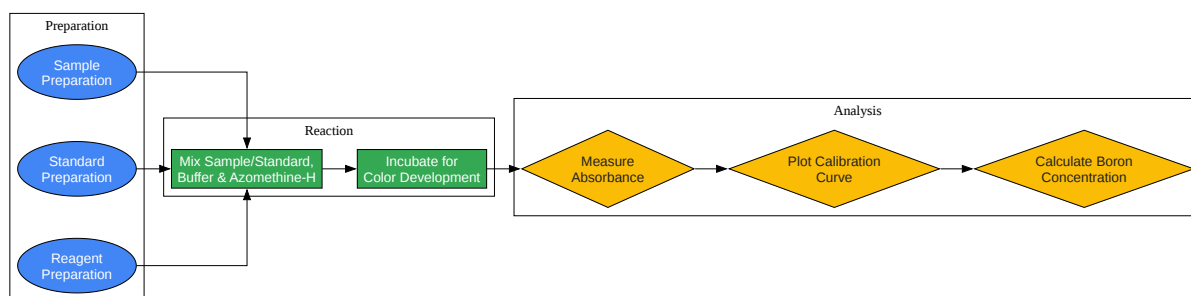 Preparation
Sample
Preparation
Standard
Preparation
Reagent
Preparation
Reaction
Mix Sample/Standard,
Buffer & Azomethine-H
Incubate for
Color Development
Analysis
Measure
Absorbance
Plot Calibration
Curve
Calculate Boron
Concentration